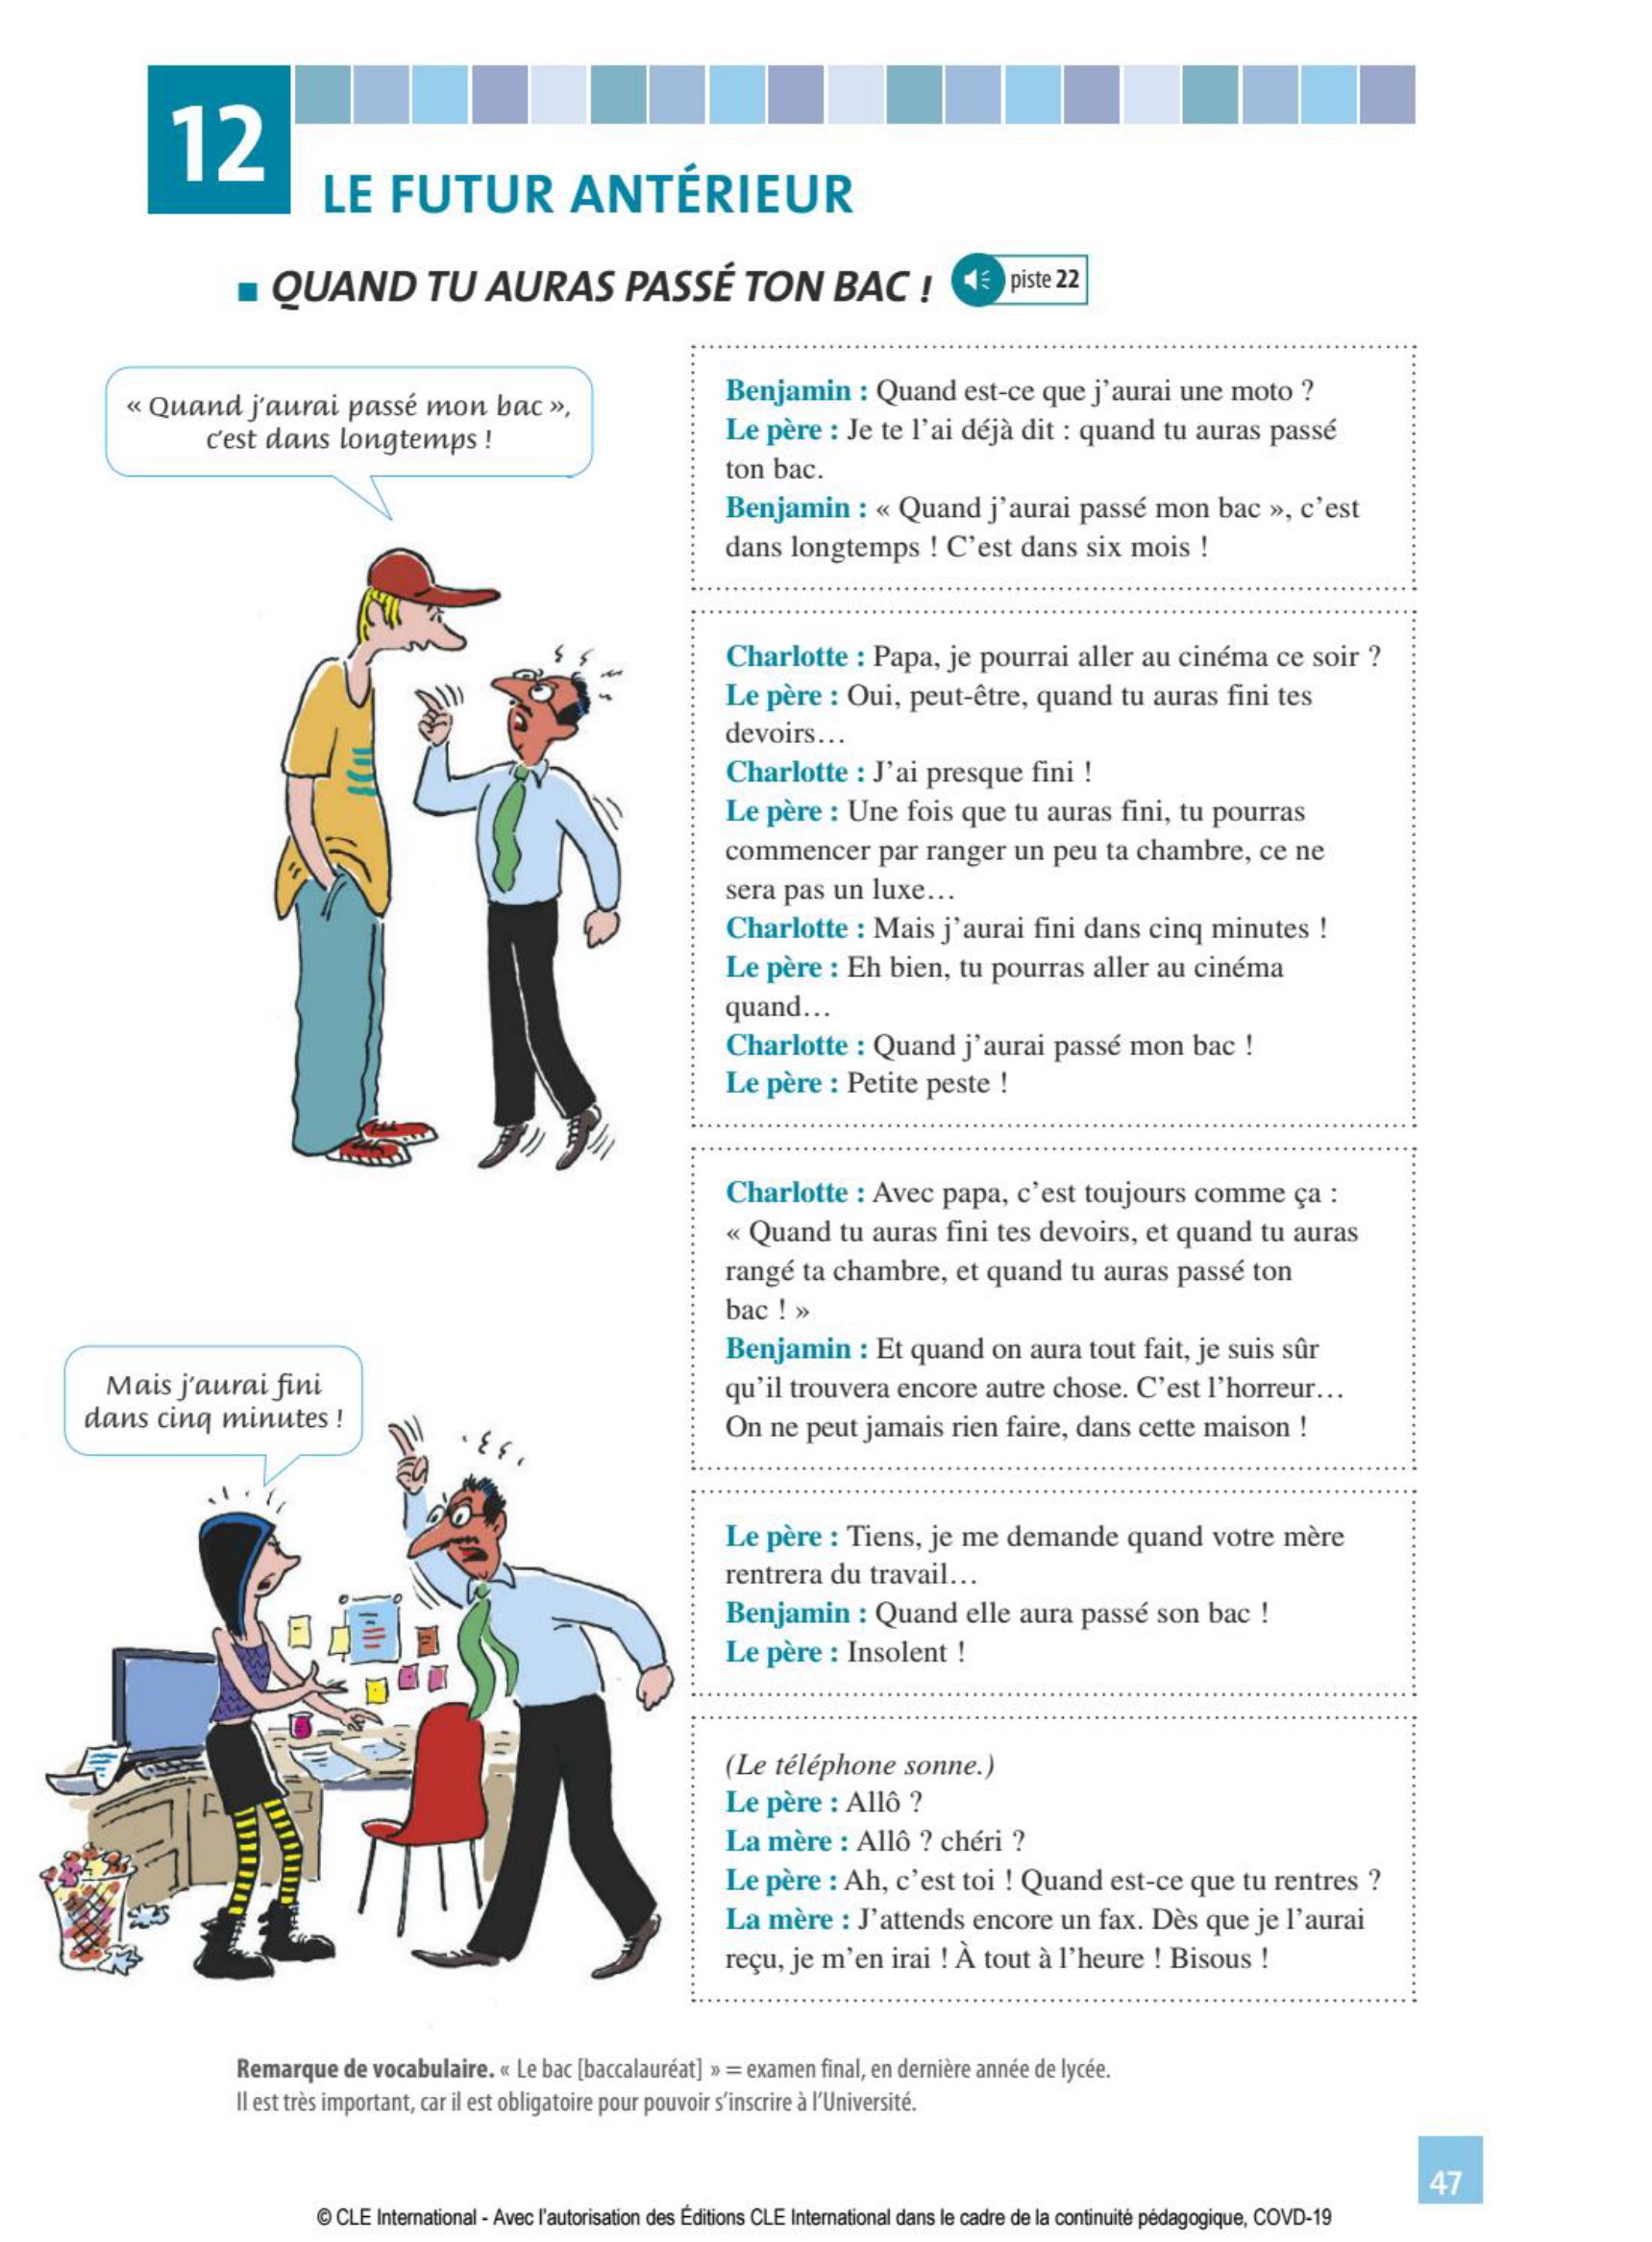 12
LE FUTUR ANTÉRIEUR
QUAND TU AURAS PASSÉ TON BAC !
piste 22
« Quand j'aurai passé mon bac »,
c'est dans longtemps !
Benjamin : Quand est-ce que j'aurai une moto ?
Le père : Je te l'ai déjà dit : quand tu auras passé
ton bac.
Benjamin : « Quand j'aurai passé mon bac », c'est
dans longtemps ! C'est dans six mois !
Charlotte : Papa, je pourrai aller au cinéma ce soir ?
Le père : Oui, peut-être, quand tu auras fini tes
devoirs…
Charlotte : J'ai presque fini !
Le père : Une fois que tu auras fini, tu pourras
commencer par ranger un peu ta chambre, ce ne
sera pas un luxe…
Charlotte : Mais j'aurai fini dans cinq minutes !
Le père : Eh bien, tu pourras aller au cinéma
quand…
Charlotte : Quand j'aurai passé mon bac !
Le père : Petite peste !
Charlotte : Avec papa, c'est toujours comme ça :
« Quand tu auras fini tes devoirs, et quand tu auras
rangé ta chambre, et quand tu auras passé ton
bac ! »
Benjamin : Et quand on aura tout fait, je suis sûr
qu'il trouvera encore autre chose. C'est l'horreur…
On ne peut jamais rien faire, dans cette maison !
Mais j'aurai fini
dans cinq minutes !
Le père : Tiens, je me demande quand votre mère
rentrera du travail…
Benjamin : Quand elle aura passé son bac !
Le père : Insolent !
(Le téléphone sonne.)
Le père : Allô ?
La mère : Allô ? chéri ?
Le père : Ah, c'est toi ! Quand est-ce que tu rentres ?
La mère : J'attends encore un fax. Dès que je l'aurai
reçu, je m'en irai ! À tout à l'heure ! Bisous !
Remarque de vocabulaire. « Le bac [baccalauréat] » = examen final, en dernière année de lycée.
Il est très important, car il est obligatoire pour pouvoir s'inscrire à l'Université.
47
© CLE International - Avec l'autorisation des Éditions CLE International dans le cadre de la continuité pédagogique, COVD-19